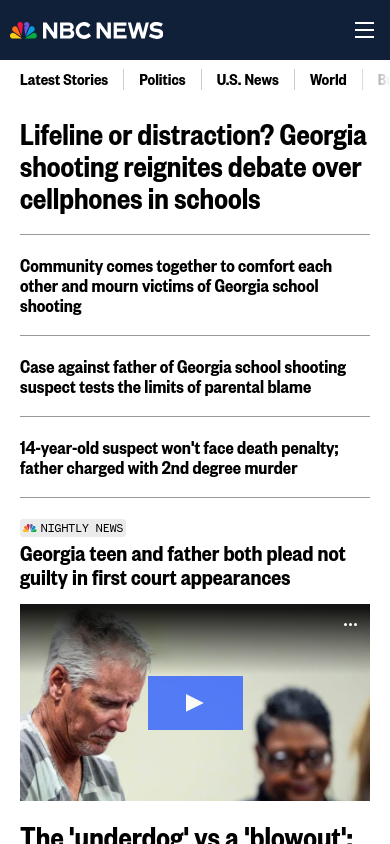 NBC NEWS
Latest Stories
Politics
U.S. News
World
Lifeline or distraction? Georgia
shooting reignites debate over
cellphones in schools
Community comes together to comfort each
other and mourn victims of Georgia school
shooting
Case against father of Georgia school shooting
suspect tests the limits of parental blame
14-year-old suspect won't face death penalty;
father charged with 2nd degree murder
NIGHTLY NEWS
Georgia teen and father both plead not
guilty in first court appearances
The 'underdog' vs a 'blowout':